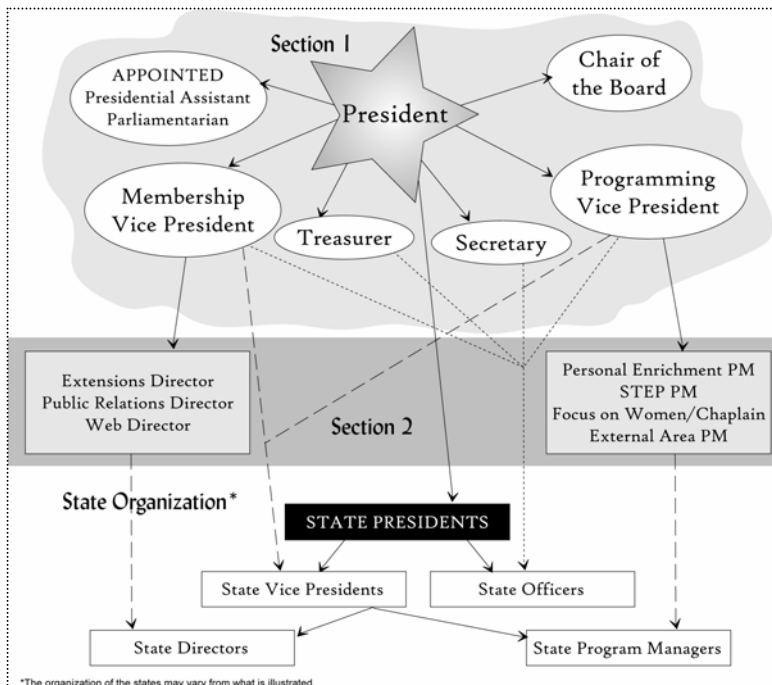 Section 1
APPOINTED
Presidential Assistant
Parliamentarian
President
Chair of
the Board
Membership
Vice President
Treasurer
Secretary
Programming
Vice President
Extensions Director
Public Relations Director
Web Director
Section 2
Personal Enrichment PM
STEP PM
Focus on Women/Chaplain
External Area PM
State Organization*
STATE PRESIDENTS
State Vice Presidents
State Officers
State Directors
State Program Managers
*The organization of the states may vary from what is illustrated